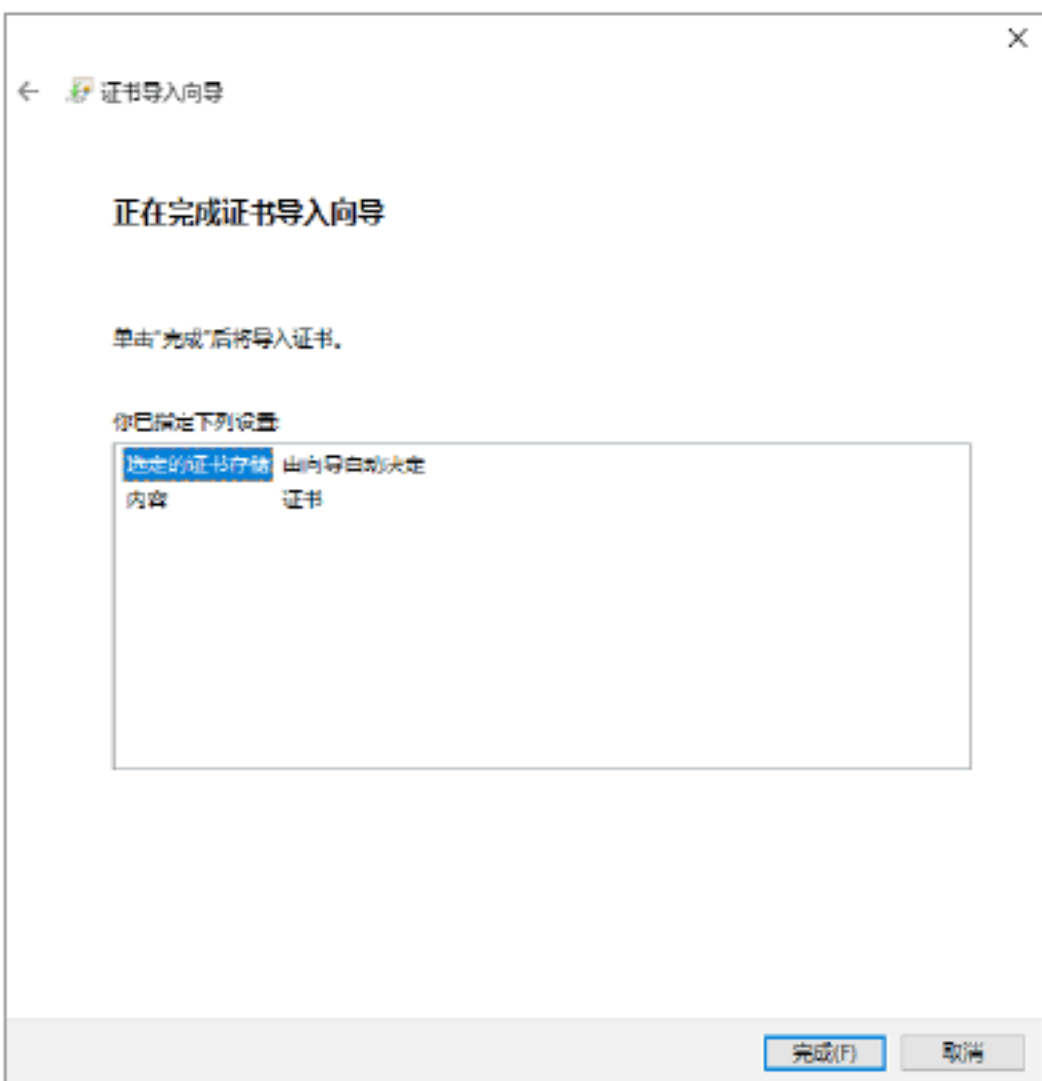 证书导入向导
正在完成证书导入向导
单击"完成"后将导入证书。
你已指定下列设置:
选定的证书存储 由向导自动决定
内容 证书
完成(F) 取消